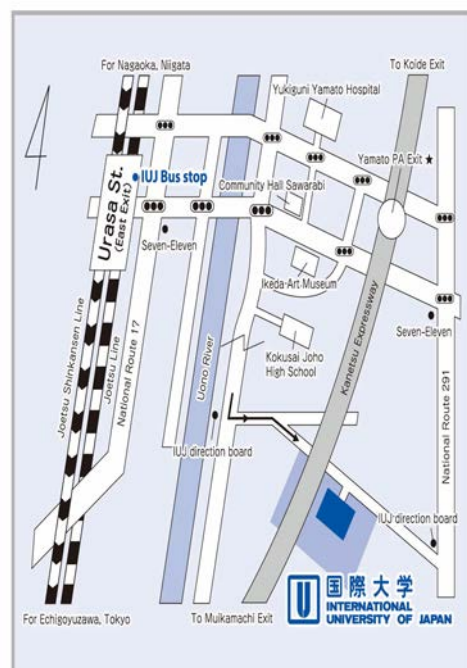 For Nagaoka, Niigata
To Koide Exit
Yukiguni Yamato Hospital
Yamato PA Exit ★
IUJ Bus stop
Community Hall Sawarabi
Urasa St.
(East Exit)
Seven-Eleven
Ikeda Art Museum
Seven-Eleven
Kokusai Joho
High School
Joetsu Shinkansen Line
Joetsu Line
National Route 17
Uono River
Kanetsu Expressway
National Route 291
IUJ direction board
IUJ direction board
国際大学
INTERNATIONAL
UNIVERSITY OF JAPAN
For Echigoyuzawa, Tokyo
To Muikamachi Exit